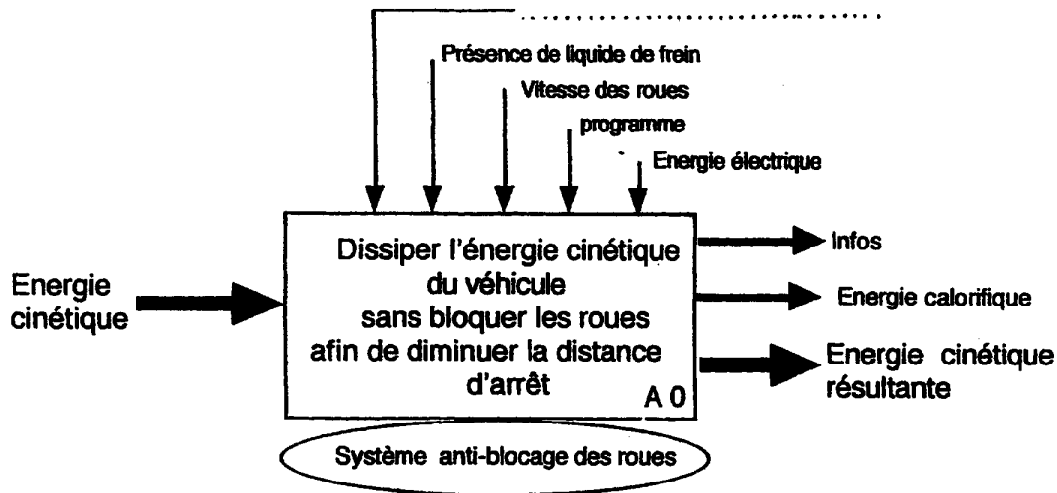 Présence de liquide de frein
Vitesse des roues
programme
Energie électrique
Energie
cinétique
Dissiper l'énergie cinétique
du véhicule
sans bloquer les roues
afin de diminuer la distance
d'arrêt
A 0
Infos
Energie calorifique
Energie cinétique
résultante
Système anti-blocage des roues